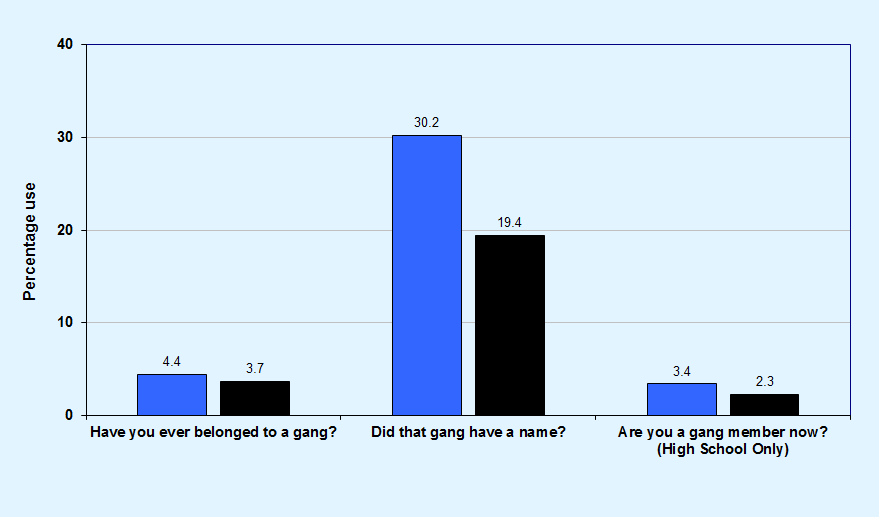 40
30
20
10
0
Percentage use
4.4
3.7
30.2
19.4
3.4
2.3
Have you ever belonged to a gang?
Did that gang have a name?
Are you a gang member now?
(High School Only)